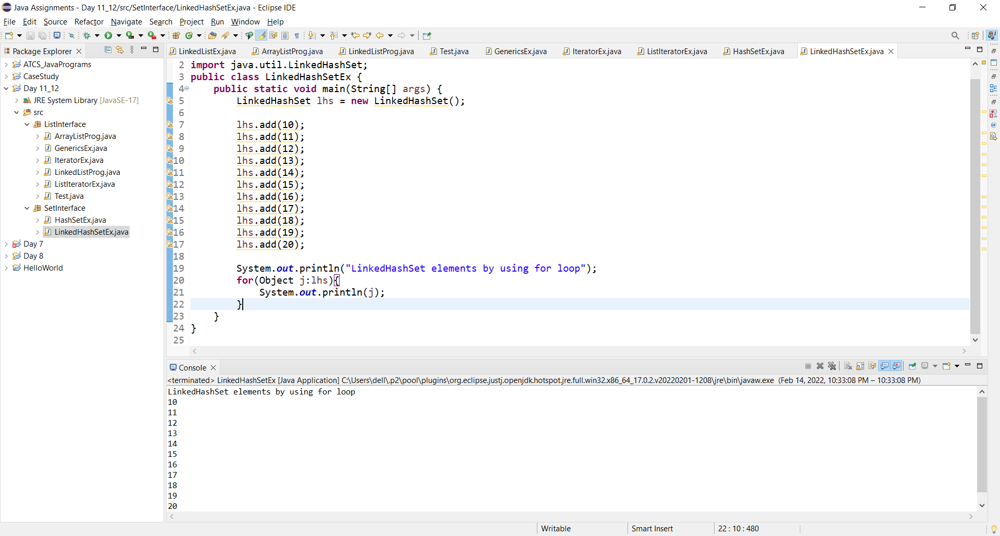 Java Assignments - Day 11_12/src/SetInterface/LinkedHashSetEx.java - Eclipse IDE
File Edit Source Refactor Navigate Search Project Run Window Help
Package Explorer
ATCS_JavaPrograms
CaseStudy
Day 11_12
JRE System Library [JavaSE-17]
src
ListInterface
ArrayListProg.java
GenericsEx.java
IteratorEx.java
LinkedListProg.java
ListIteratorEx.java
Test.java
SetInterface
HashSetEx.java
LinkedHashSetEx.java
Day 7
Day 8
HelloWorld
LinkedListEx.java ArrayListProg.java LinkedListProg.java Test.java GenericsEx.java IteratorEx.java ListIteratorEx.java HashSetEx.java LinkedHashSetEx.java
2 import java.util.LinkedHashSet;
3 public class LinkedHashSetEx {
4 public static void main(String[] args) {
5 LinkedHashSet lhs = new LinkedHashSet();
6
7 lhs.add(10);
8 lhs.add(11);
9 lhs.add(12);
10 lhs.add(13);
11 lhs.add(14);
12 lhs.add(15);
13 lhs.add(16);
14 lhs.add(17);
15 lhs.add(18);
16 lhs.add(19);
17 lhs.add(20);
18
19 System.out.println("LinkedHashSet elements by using for loop");
20 for(Object j:lhs){
21 System.out.println(j);
22 }
23 }
24 }
25
Console
<terminated> LinkedHashSetEx [Java Application] C:\Users\dell\.p2\pool\plugins\org.eclipse.justj.openjdk.hotspot.jre.full.win32.x86_64_17.0.2.v20220201-1208\jre\bin\javaw.exe (Feb 14, 2022, 10:33:08 PM – 10:33:08 PM)
LinkedHashSet elements by using for loop
10
11
12
13
14
15
16
17
18
19
20
Writable Smart Insert 22 : 10 : 480